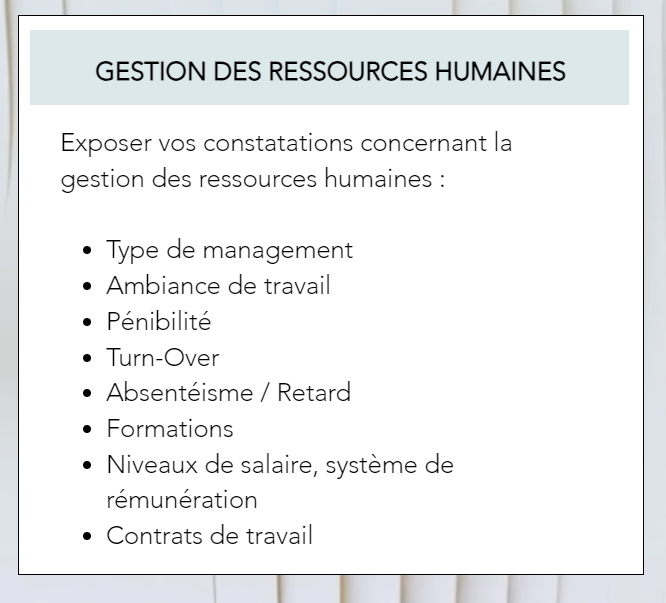 GESTION DES RESSOURCES HUMAINES
Exposer vos constatations concernant la
gestion des ressources humaines :
• Type de management
• Ambiance de travail
• Pénibilité
• Turn-Over
• Absentéisme / Retard
• Formations
• Niveaux de salaire, système de
rémunération
• Contrats de travail